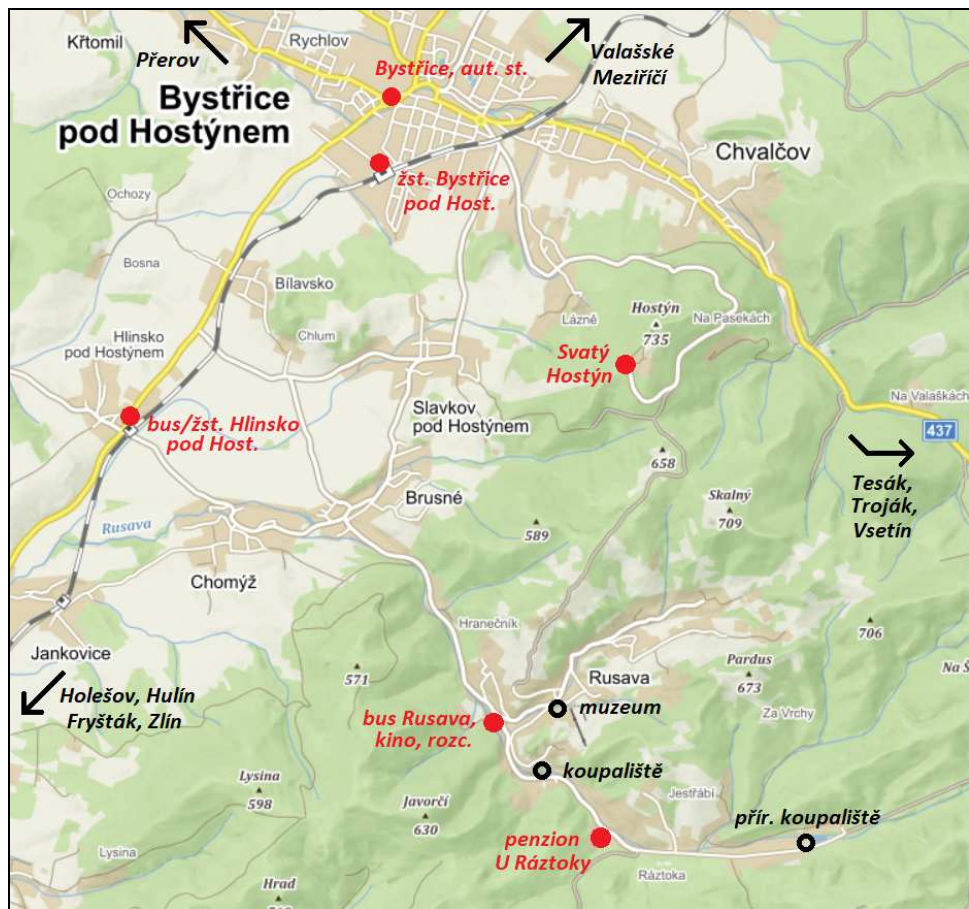 Křtomil
Rychlov
Přerov
Valašské
Meziříčí
Bystřice, aut. st.
Bystřice
pod Hostýnem
Chvalčov
žst. Bystřice
pod Host.
Ochozy
Bosna
Bílavsko
Lázně
Hostýn
735
Na Pasekách
Hlinsko
pod Hostýnem
Chlum
Svatý
Hostýn
Na Valaškách
bus/žst. Hlinsko
pod Host.
Slavkov
pod Hostýnem
437
658
Tesák,
Troják,
Vsetín
Brusné
Skalný
709
Rusava
589
Chomýž
Hranečník
706
Jankovice
571
Rusava
Pardus
673
Na Š
Holešov, Hulín
Fryšták, Zlín
muzeum
Za Vrchy
bus Rusava,
kino, rozc.
koupaliště
Lysina
598
Javorčí
630
Jestřábí
přír. koupaliště
penzion
U Ráztoky
Lysina
Ráztoka
Hrad